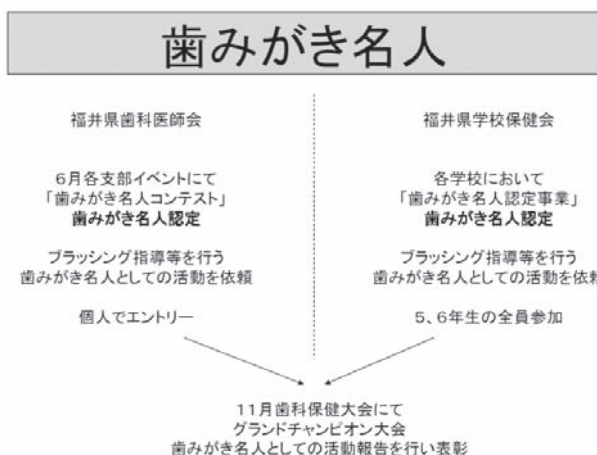 歯みがき名人
福井県歯科医師会
6月各支部イベントにて
「歯みがき名人コンテスト」
歯みがき名人認定
ブラッシング指導等を行う
歯みがき名人としての活動を依頼
個人でエントリー
福井県学校保健会
各学校において
「歯みがき名人認定事業」
歯みがき名人認定
ブラッシング指導等を行う
歯みがき名人としての活動を依頼
5、6年生の全員参加
11月歯科保健大会にて
グランドチャンピオン大会
歯みがき名人としての活動報告を行い表彰